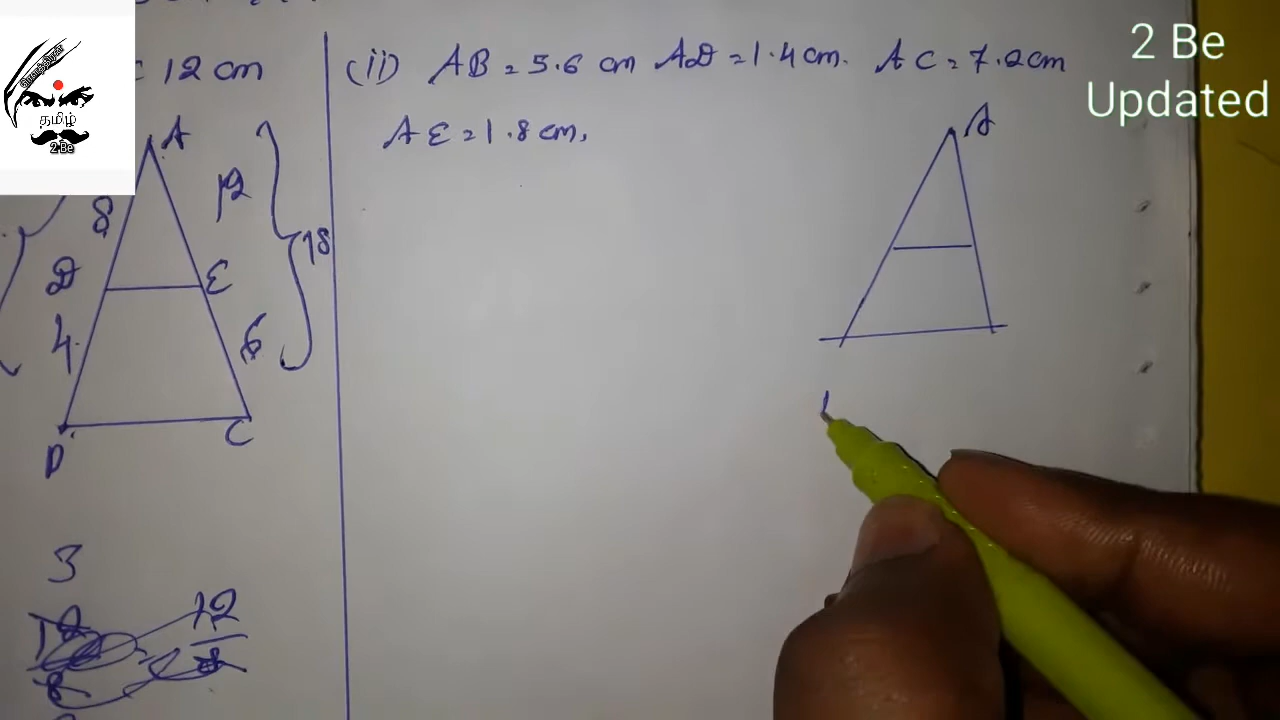 2 Be
Updated
தமிழ்
2 Be
= 12 cm
A
8
12
18
D
E
4
6
D
C
3
12
8
(ii) AB = 5.6 cm AD = 1.4 cm. AC = 7.2 cm
AE = 1.8 cm,
A